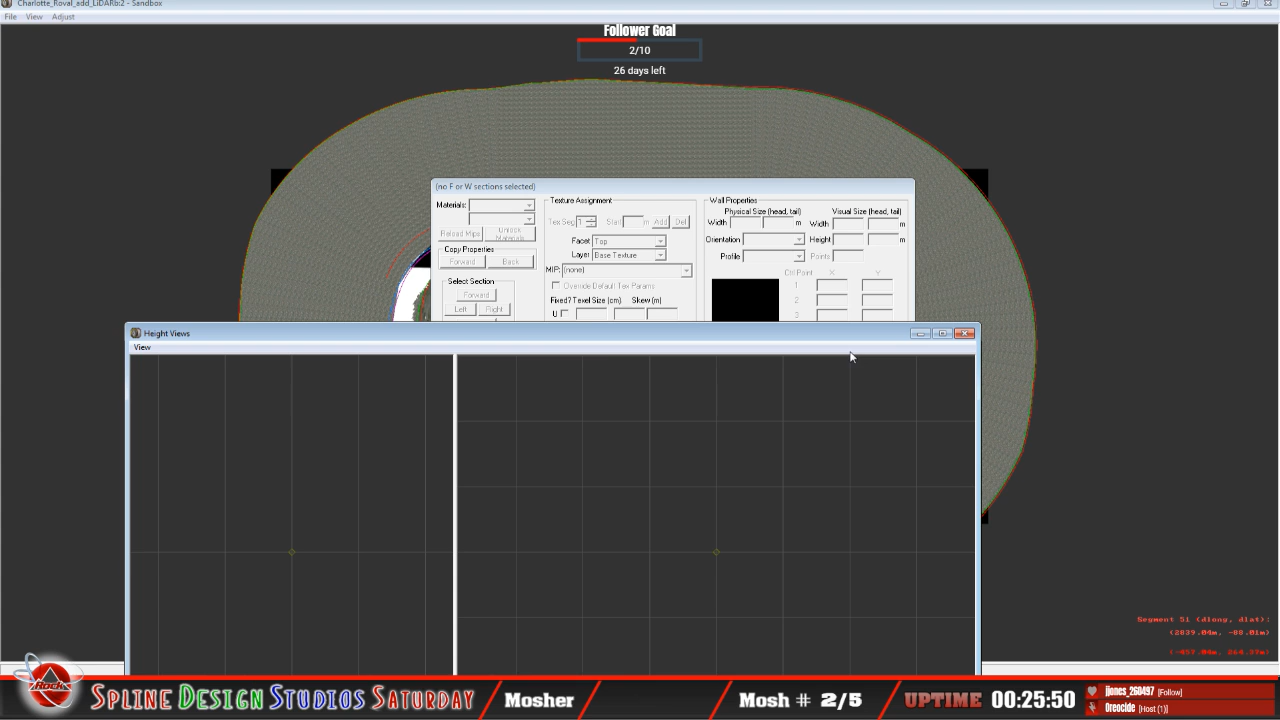 Charlotte_Roval_add_LiDARb:2 - Sandbox
File View Adjust
Follower Goal
2/10
26 days left
(no F or W sections selected)
Materials:
Reload Mips
Unlock Materials
Copy Properties
Forward Back
Select Section
Forward
Left Right
Texture Assignment
Tex Seg 1 Start m Add Del
Facet Top
Layer Base Texture
MIP: (none)
Override Default Tex Params
Fixed? Texel Size (cm) Skew (m)
U
Wall Properties
Physical Size (head, tail) Visual Size (head, tail)
Width m Width m
Orientation Height m
Profile Points
Ctrl Point X Y
1
2
3
Height Views
View
Segment 51 (dlong, dlat):
(2839.04m, -88.01m)
(-457.04m, 264.37m)
Rock
Spline Design Studios Saturday
Mosher
Mosh # 2/5
UPTIME 00:25:50
jjones_260497 [Follow]
Oreocide [Host (1)]